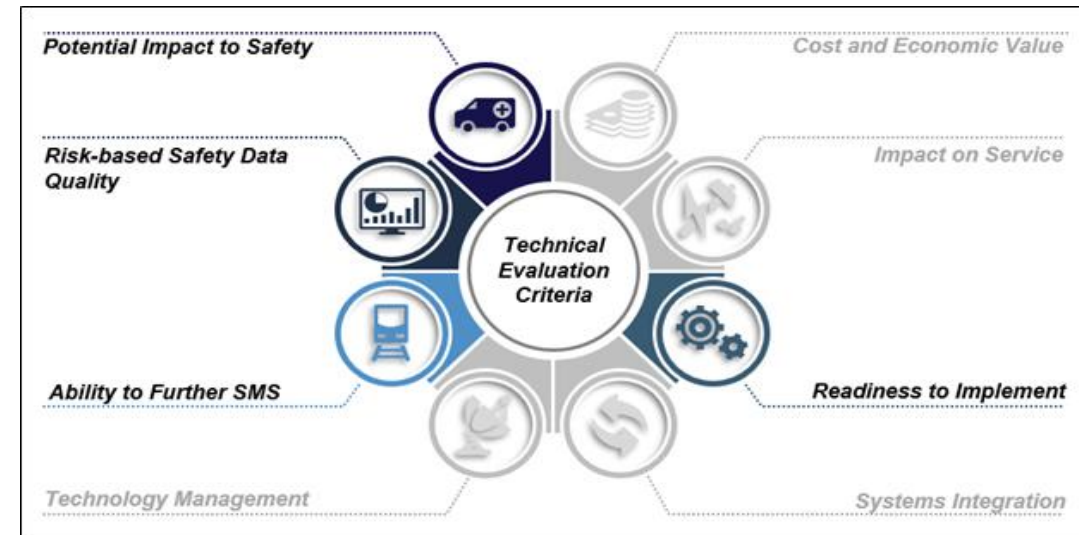 Potential Impact to Safety
Cost and Economic Value
Risk-based Safety Data
Quality
Impact on Service
Technical
Evaluation
Criteria
Ability to Further SMS
Readiness to Implement
Technology Management
Systems Integration